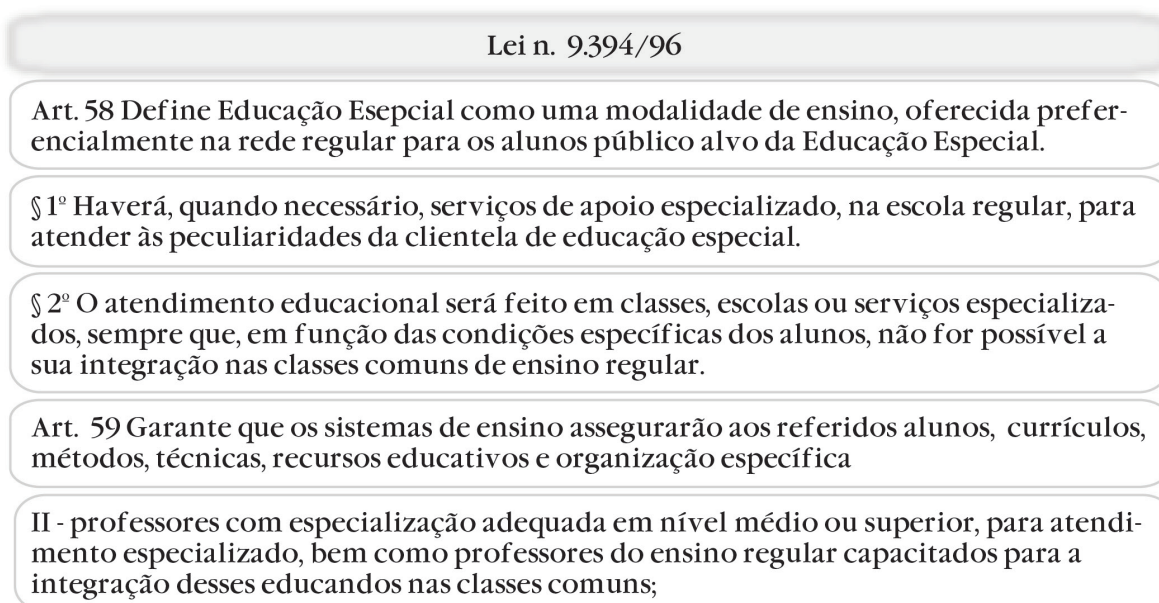 Lei n. 9.394/96
Art. 58 Define Educação Esepcial como uma modalidade de ensino, oferecida prefer-
encialmente na rede regular para os alunos público alvo da Educação Especial.
§ 1º Haverá, quando necessário, serviços de apoio especializado, na escola regular, para
atender às peculiaridades da clientela de educação especial.
§ 2º O atendimento educacional será feito em classes, escolas ou serviços especializa-
dos, sempre que, em função das condições específicas dos alunos, não for possível a
sua integração nas classes comuns de ensino regular.
Art. 59 Garante que os sistemas de ensino assegurarão aos referidos alunos, currículos,
métodos, técnicas, recursos educativos e organização específica
II - professores com especialização adequada em nível médio ou superior, para atendi-
mento especializado, bem como professores do ensino regular capacitados para a
integração desses educandos nas classes comuns;